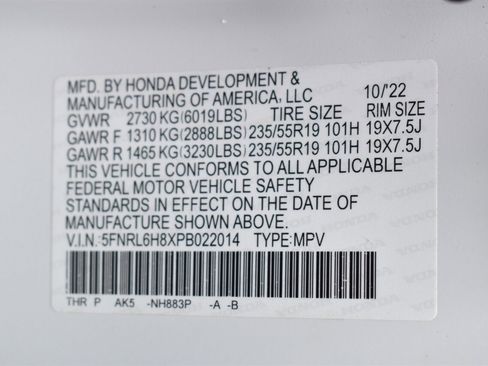 MFD. BY HONDA DEVELOPMENT &
MANUFACTURING OF AMERICA, LLC 10/'22
GVWR 2730 KG(6019LBS) TIRE SIZE RIM SIZE
GAWR F 1310 KG(2888LBS) 235/55R19 101H 19X7.5J
GAWR R 1465 KG(3230LBS) 235/55R19 101H 19X7.5J
THIS VEHICLE CONFORMS TO ALL APPLICABLE
FEDERAL MOTOR VEHICLE SAFETY
STANDARDS IN EFFECT ON THE DATE OF
MANUFACTURE SHOWN ABOVE.
V.I.N:5FNRL6H8XPB022014 TYPE:MPV
THR P AK5 -NH883P -A -B